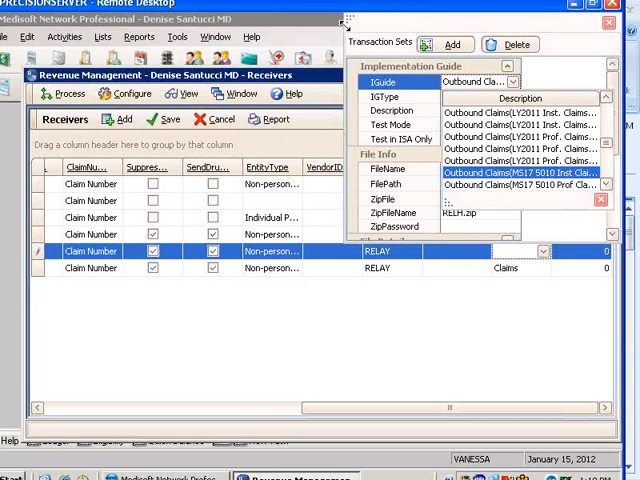 PRECISIONSERVER - Remote Desktop
Medisoft Network Professional - Denise Santucci MD
Edit Activities Lists Reports Tools Window Help
Transaction Sets Add Delete
Implementation Guide
IGuide Outbound Cla...
IGType
Description
Test Mode
Test in ISA Only
File Info
FileName
FilePath
ZipFile
ZipFileName RELH.zip
ZipPassword
Description
Outbound Claims(LY2011 Inst. Claims...
Outbound Claims(LY2011 Inst. Claims...
Outbound Claims(LY2011 Prof. Claims...
Outbound Claims(LY2011 Prof. Claims...
Outbound Claims(LY2011 Prof. Claims...
Outbound Claims(MS17 5010 Inst Clai...
Outbound Claims(MS17 5010 Prof Cla...
Revenue Management - Denise Santucci MD - Receivers
Process Configure View Window Help
Receivers Add Save Cancel Report
Drag a column header here to group by that column
ClaimNu... Suppres... SendDru... EntityType VendorID
Claim Number Non-person...
Claim Number
Claim Number Individual P...
Claim Number Non-person...
Claim Number Non-person... RELAY 0
Claim Number Non-person... RELAY Claims 0
Help
VANESSA January 15, 2012
Start Medisoft Network Profes... Revenue Managemen...